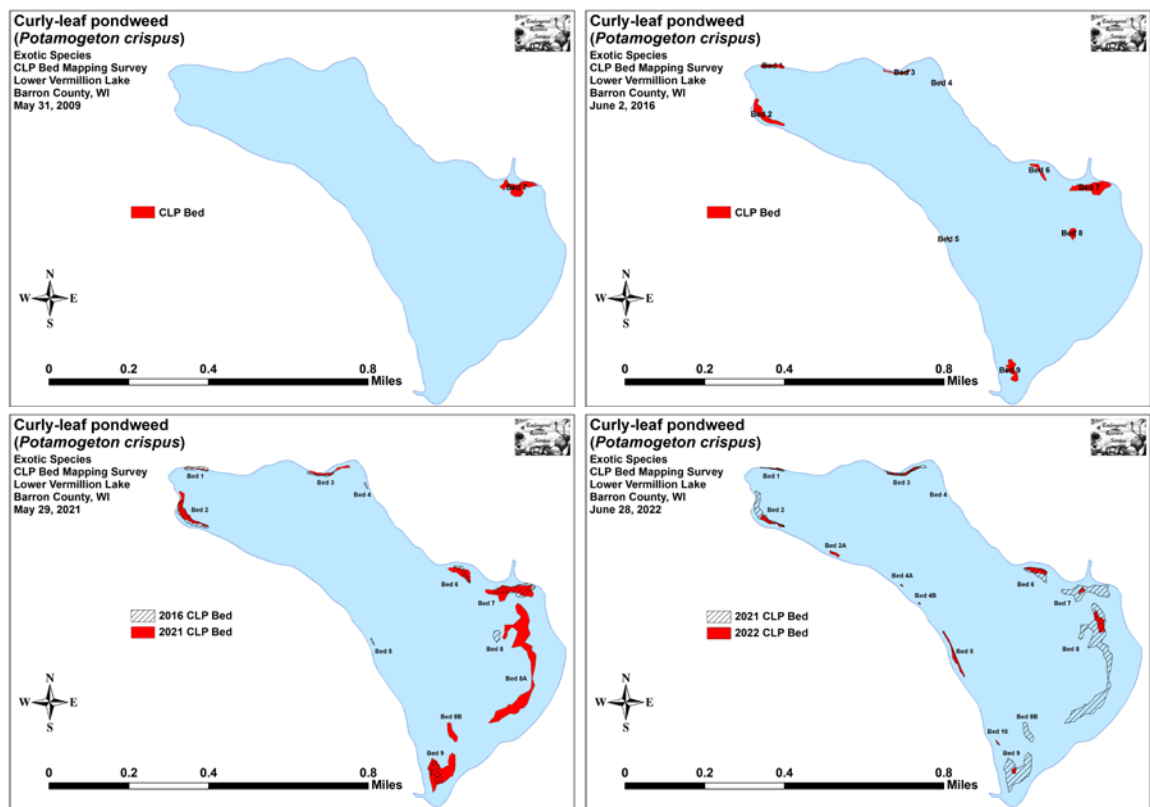 Curly-leaf pondweed
(Potamogeton crispus)
Exotic Species
CLP Bed Mapping Survey
Lower Vermillion Lake
Barron County, WI
May 31, 2009
Bed 7
CLP Bed
N
W E
S
0 0.2 0.4 0.8
Miles
Curly-leaf pondweed
(Potamogeton crispus)
Exotic Species
CLP Bed Mapping Survey
Lower Vermillion Lake
Barron County, WI
June 2, 2016
Bed 1
Bed 3
Bed 4
Bed 2
Bed 6
Bed 7
CLP Bed
Bed 8
Bed 5
N
W E
S
Bed 9
0 0.2 0.4 0.8
Miles
Curly-leaf pondweed
(Potamogeton crispus)
Exotic Species
CLP Bed Mapping Survey
Lower Vermillion Lake
Barron County, WI
May 29, 2021
Bed 1
Bed 3
Bed 4
Bed 2
Bed 6
Bed 7
2016 CLP Bed
2021 CLP Bed
Bed 8
Bed 5
Bed 8A
N
W E
S
Bed 8B
Bed 9
0 0.2 0.4 0.8
Miles
Curly-leaf pondweed
(Potamogeton crispus)
Exotic Species
CLP Bed Mapping Survey
Lower Vermillion Lake
Barron County, WI
June 28, 2022
Bed 1
Bed 3
Bed 4
Bed 2
Bed 2A
Bed 4A
Bed 6
Bed 4B
Bed 7
2021 CLP Bed
2022 CLP Bed
Bed 8
Bed 5
N
W E
S
Bed 8B
Bed 10
Bed 9
0 0.2 0.4 0.8
Miles